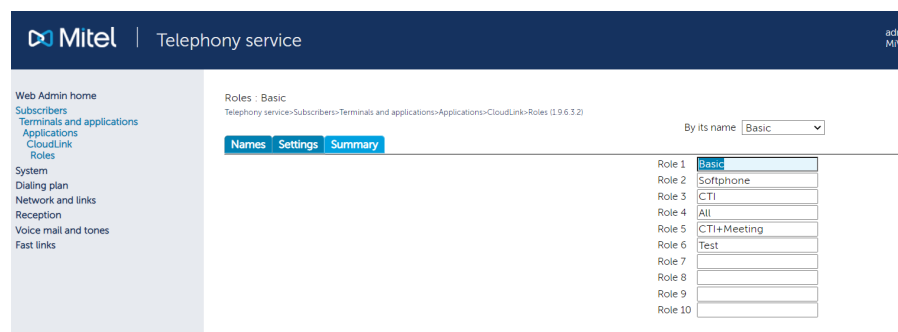 Mitel | Telephony service
Web Admin home
Subscribers
Terminals and applications
Applications
CloudLink
Roles
System
Dialing plan
Network and links
Reception
Voice mail and tones
Fast links
Roles : Basic
Telephony service>Subscribers>Terminals and applications>Applications>CloudLink>Roles (1.9.6.3.2)
By its name Basic
Names Settings Summary
Role 1 Basic
Role 2 Softphone
Role 3 CTI
Role 4 All
Role 5 CTI+Meeting
Role 6 Test
Role 7
Role 8
Role 9
Role 10